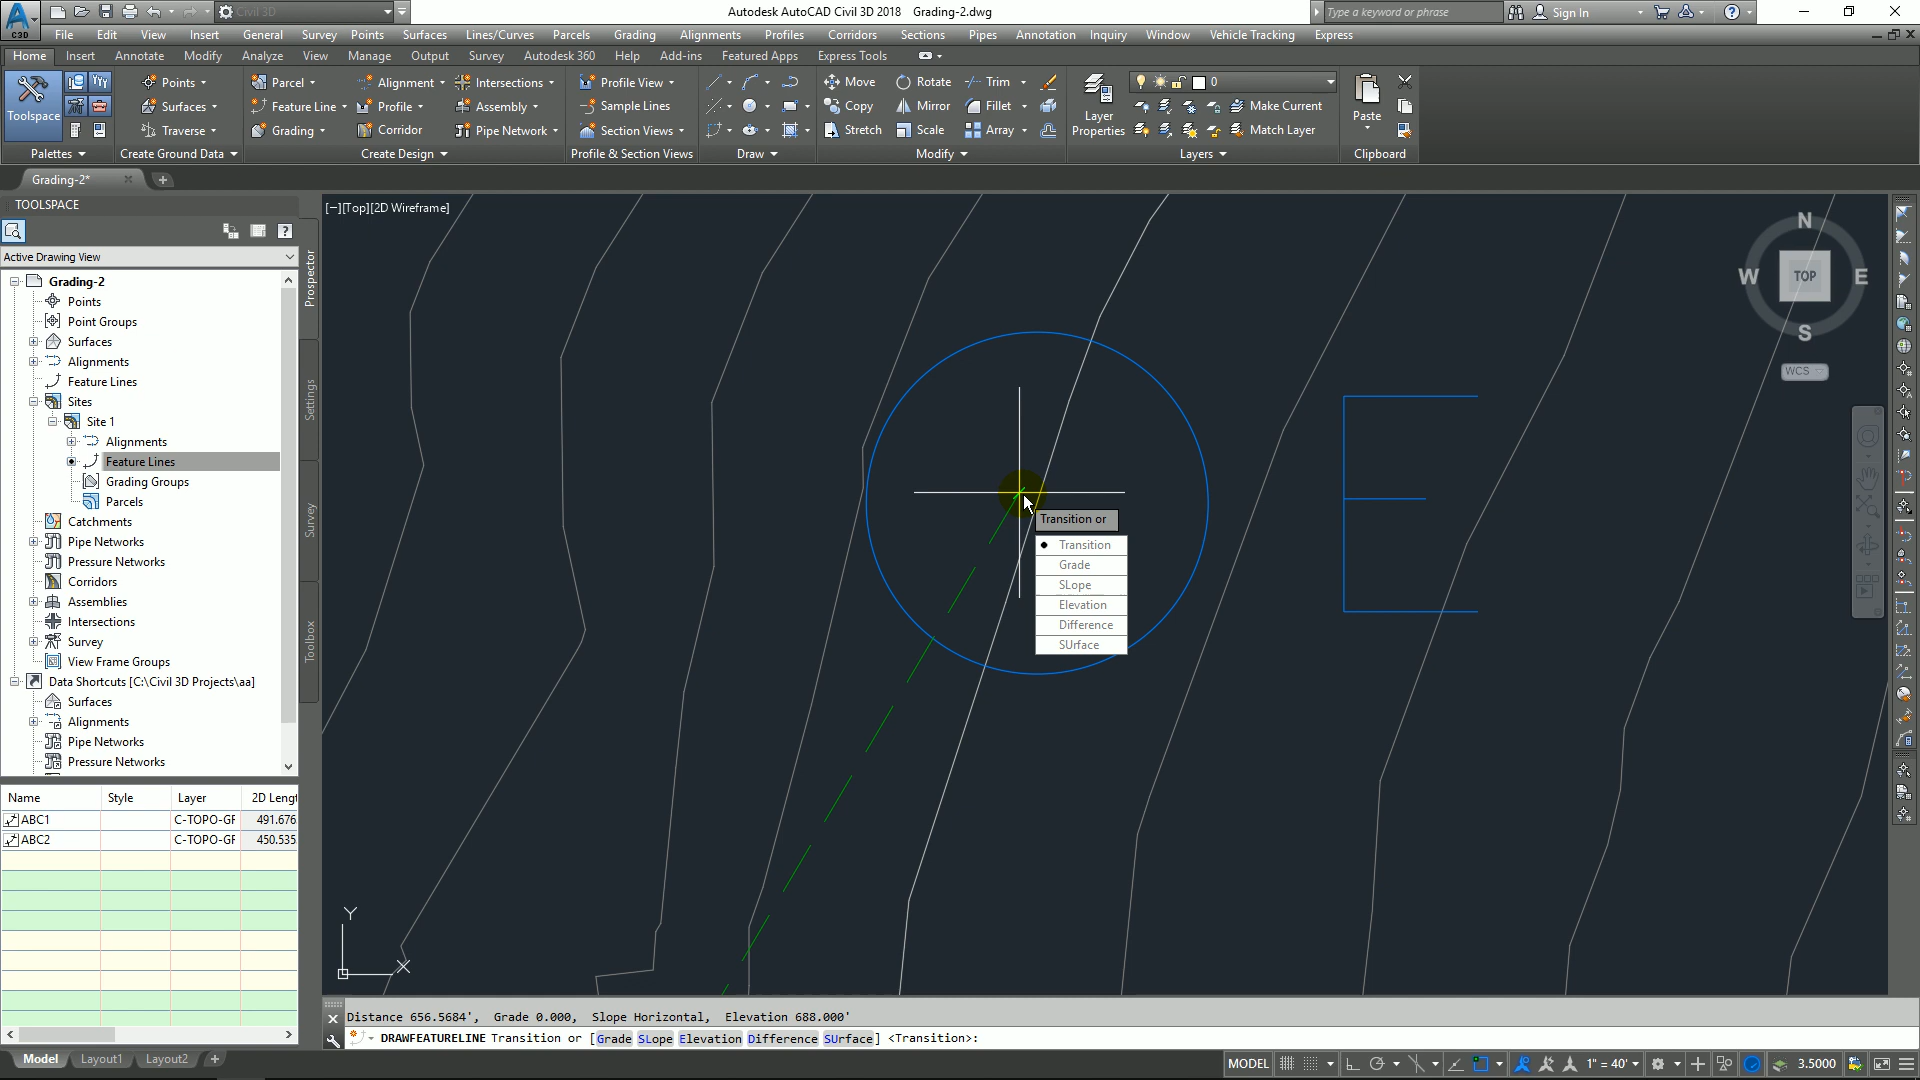 Civil 3D
Autodesk AutoCAD Civil 3D 2018 Grading-2.dwg
Type a keyword or phrase
Sign In
C3D
File Edit View Insert General Survey Points Surfaces Lines/Curves Parcels Grading Alignments Profiles Corridors Sections Pipes Annotation Inquiry Window Vehicle Tracking Express
Home Insert Annotate Modify Analyze View Manage Output Survey Autodesk 360 Help Add-ins Featured Apps Express Tools
Toolspace
Points
Surfaces
Traverse
Parcel
Feature Line
Grading
Alignment
Profile
Corridor
Intersections
Assembly
Pipe Network
Profile View
Sample Lines
Section Views
Move
Copy
Stretch
Rotate
Mirror
Scale
Trim
Fillet
Array
Layer
Properties
0
Make Current
Match Layer
Paste
Palettes Create Ground Data Create Design Profile & Section Views Draw Modify Layers Clipboard
Grading-2*
TOOLSPACE
Active Drawing View
Grading-2
Points
Point Groups
Surfaces
Alignments
Feature Lines
Sites
Site 1
Alignments
Feature Lines
Grading Groups
Parcels
Catchments
Pipe Networks
Pressure Networks
Corridors
Assemblies
Intersections
Survey
View Frame Groups
Data Shortcuts [C:\Civil 3D Projects\aa]
Surfaces
Alignments
Pipe Networks
Pressure Networks
Prospector
Settings
Survey
Toolbox
Name Style Layer 2D Lengt
ABC1 C-TOPO-GF 491.676
ABC2 C-TOPO-GF 450.535
[−][Top][2D Wireframe]
N
W TOP E
S
WCS
E
Transition or
Transition
Grade
SLope
Elevation
Difference
SUrface
Y
X
Distance 656.5684', Grade 0.000, Slope Horizontal, Elevation 688.000'
DRAWFEATURELINE Transition or [Grade SLope Elevation Difference SUrface] <Transition>:
Model Layout1 Layout2
MODEL 1" = 40' 3.5000